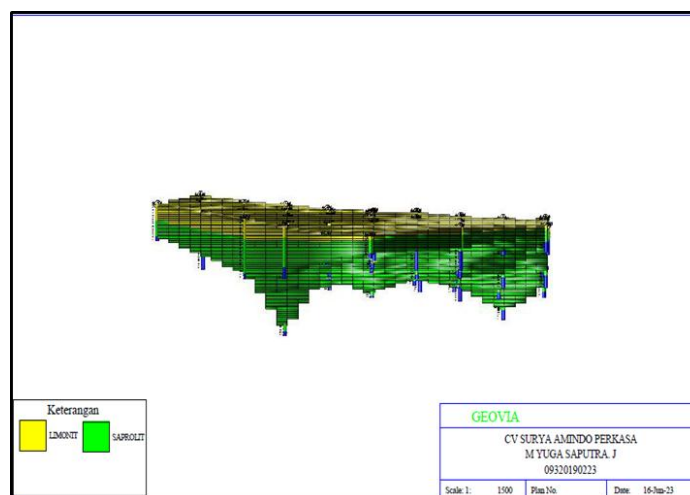 Keterangan
LIMONIT
SAPROLIT
GEOVIA
CV SURYA AMINDO PERKASA
M YUGA SAPUTRA. J
09320190223
Scale: 1: 1500 Plan No. Date: 16-Jun-23